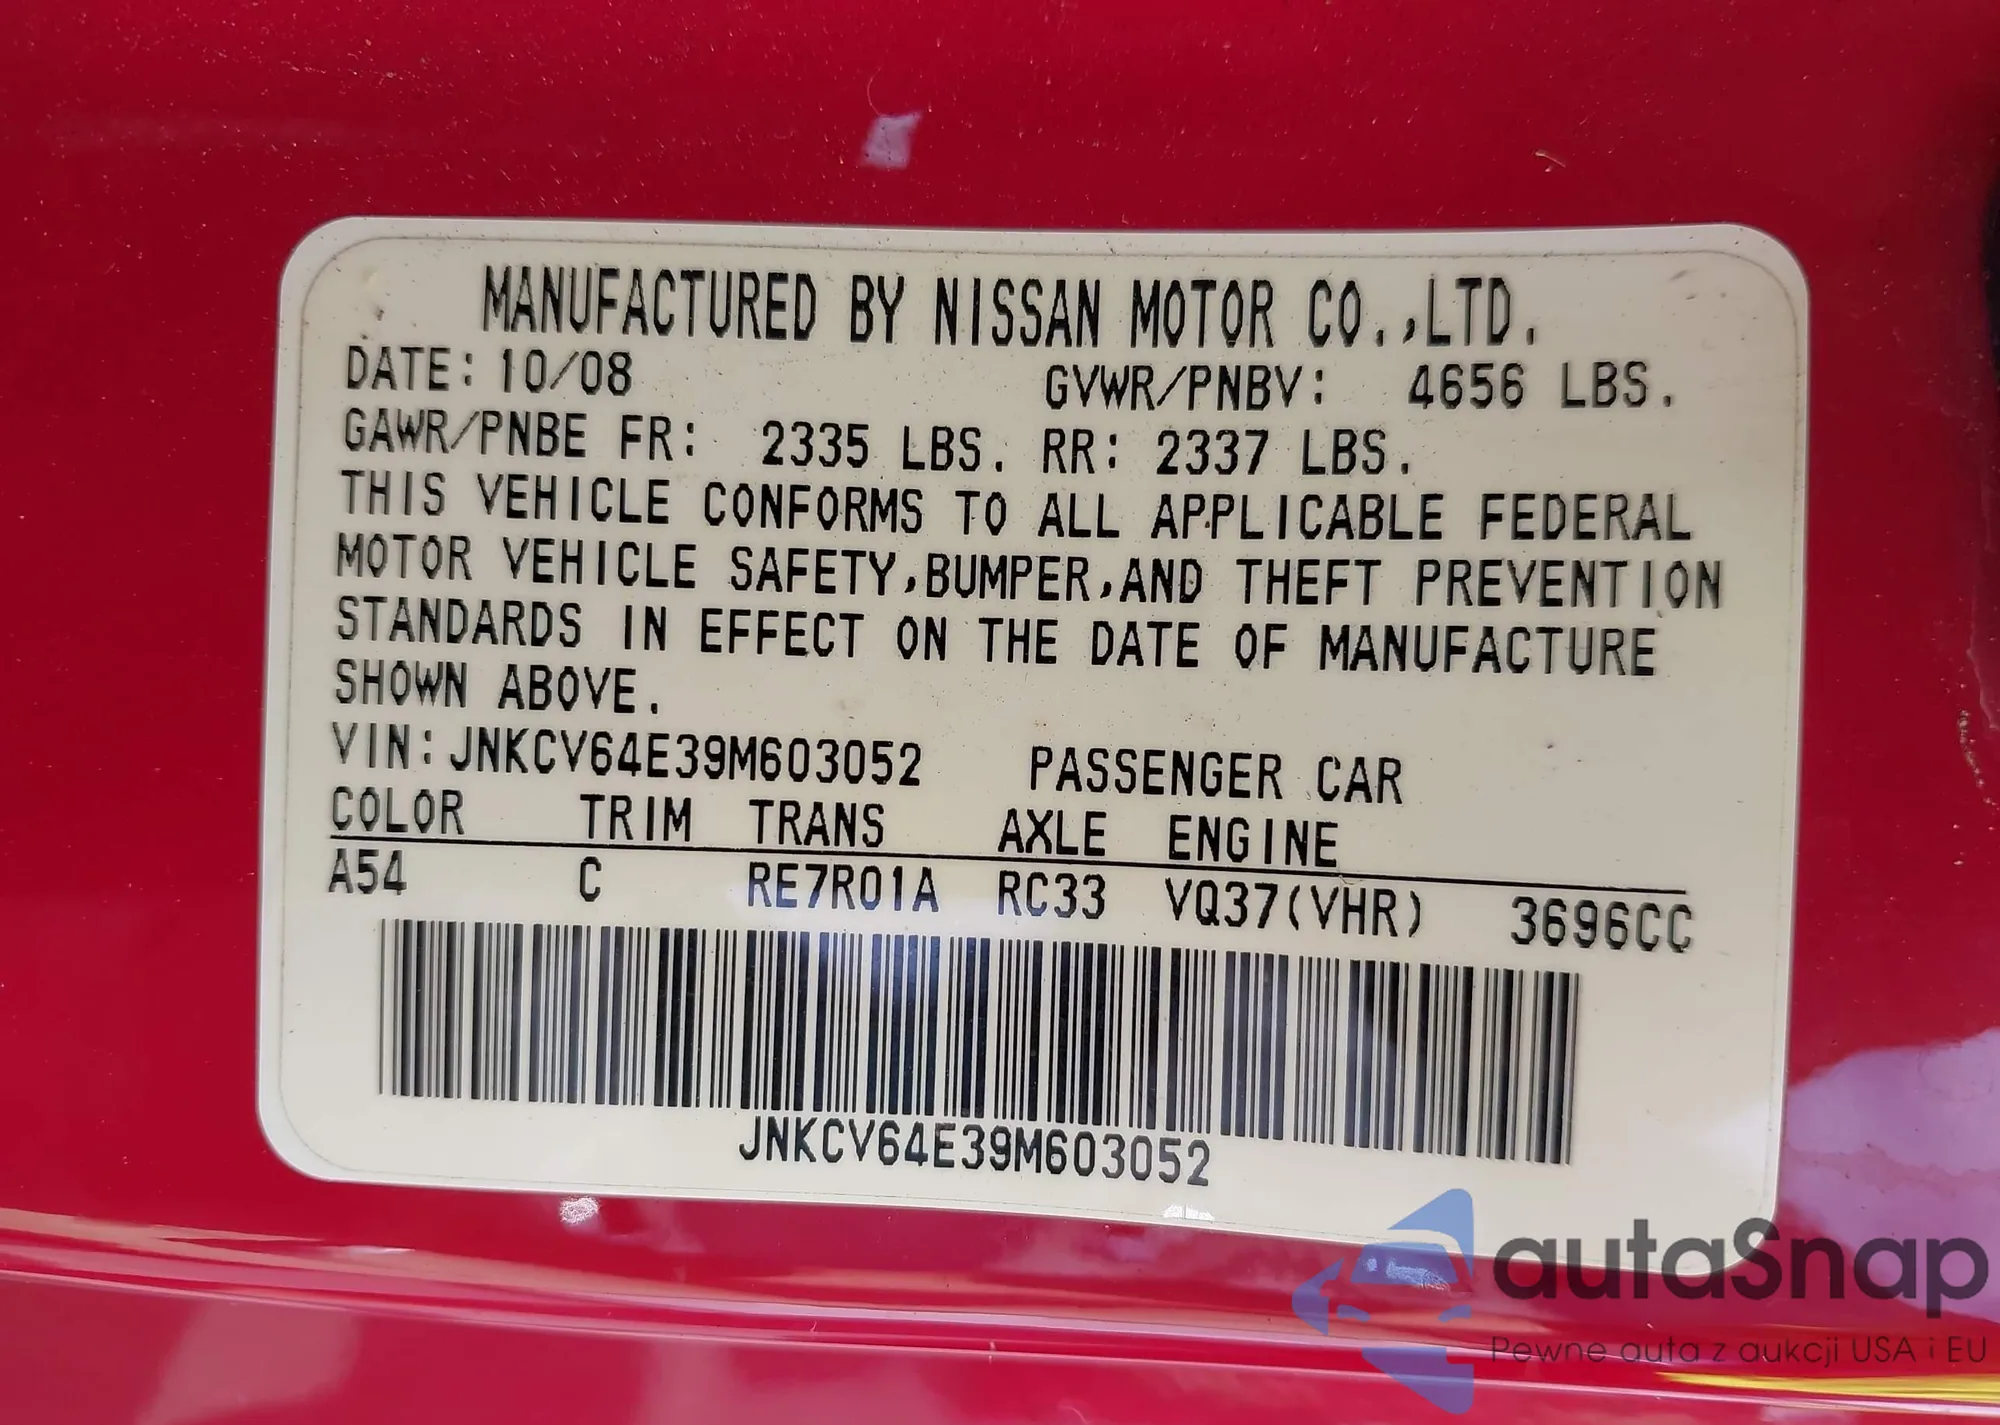 MANUFACTURED BY NISSAN MOTOR CO.,LTD.
DATE: 10/08 GVWR/PNBV: 4656 LBS.
GAWR/PNBE FR: 2335 LBS. RR: 2337 LBS.
THIS VEHICLE CONFORMS TO ALL APPLICABLE FEDERAL
MOTOR VEHICLE SAFETY,BUMPER,AND THEFT PREVENTION
STANDARDS IN EFFECT ON THE DATE OF MANUFACTURE
SHOWN ABOVE.
VIN:JNKCV64E39M603052 PASSENGER CAR
COLOR TRIM TRANS AXLE ENGINE
A54 C RE7R01A RC33 VQ37(VHR) 3696CC
JNKCV64E39M603052
autaSnap
Pewne auta z aukcji USA i EU